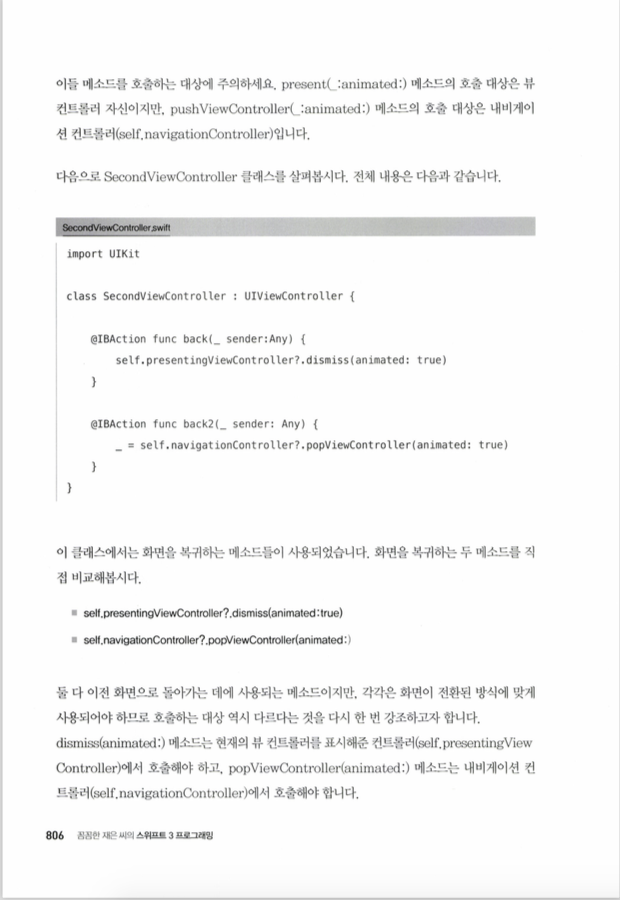 이들 메소드를 호출하는 대상에 주의하세요. present(_:animated:) 메소드의 호출 대상은 뷰
컨트롤러 자신이지만, pushViewController(_:animated:) 메소드의 호출 대상은 내비게이
션 컨트롤러(self.navigationController)입니다.
다음으로 SecondViewController 클래스를 살펴봅시다. 전체 내용은 다음과 같습니다.
SecondViewController.swift
import UIKit
class SecondViewController : UIViewController {
@IBAction func back(_ sender:Any) {
self.presentingViewController?.dismiss(animated: true)
}
@IBAction func back2(_ sender: Any) {
_ = self.navigationController?.popViewController(animated: true)
}
}
이 클래스에서는 화면을 복귀하는 메소드들이 사용되었습니다. 화면을 복귀하는 두 메소드를 직
접 비교해봅시다.
■ self.presentingViewController?.dismiss(animated:true)
■ self.navigationController?.popViewController(animated:)
둘 다 이전 화면으로 돌아가는 데에 사용되는 메소드이지만, 각각은 화면이 전환된 방식에 맞게
사용되어야 하므로 호출하는 대상 역시 다르다는 것을 다시 한 번 강조하고자 합니다.
dismiss(animated:) 메소드는 현재의 뷰 컨트롤러를 표시해준 컨트롤러(self.presentingView
Controller)에서 호출해야 하고, popViewController(animated:) 메소드는 내비게이션 컨
트롤러(self.navigationController)에서 호출해야 합니다.
806 꼼꼼한 재은 씨의 스위프트 3 프로그래밍